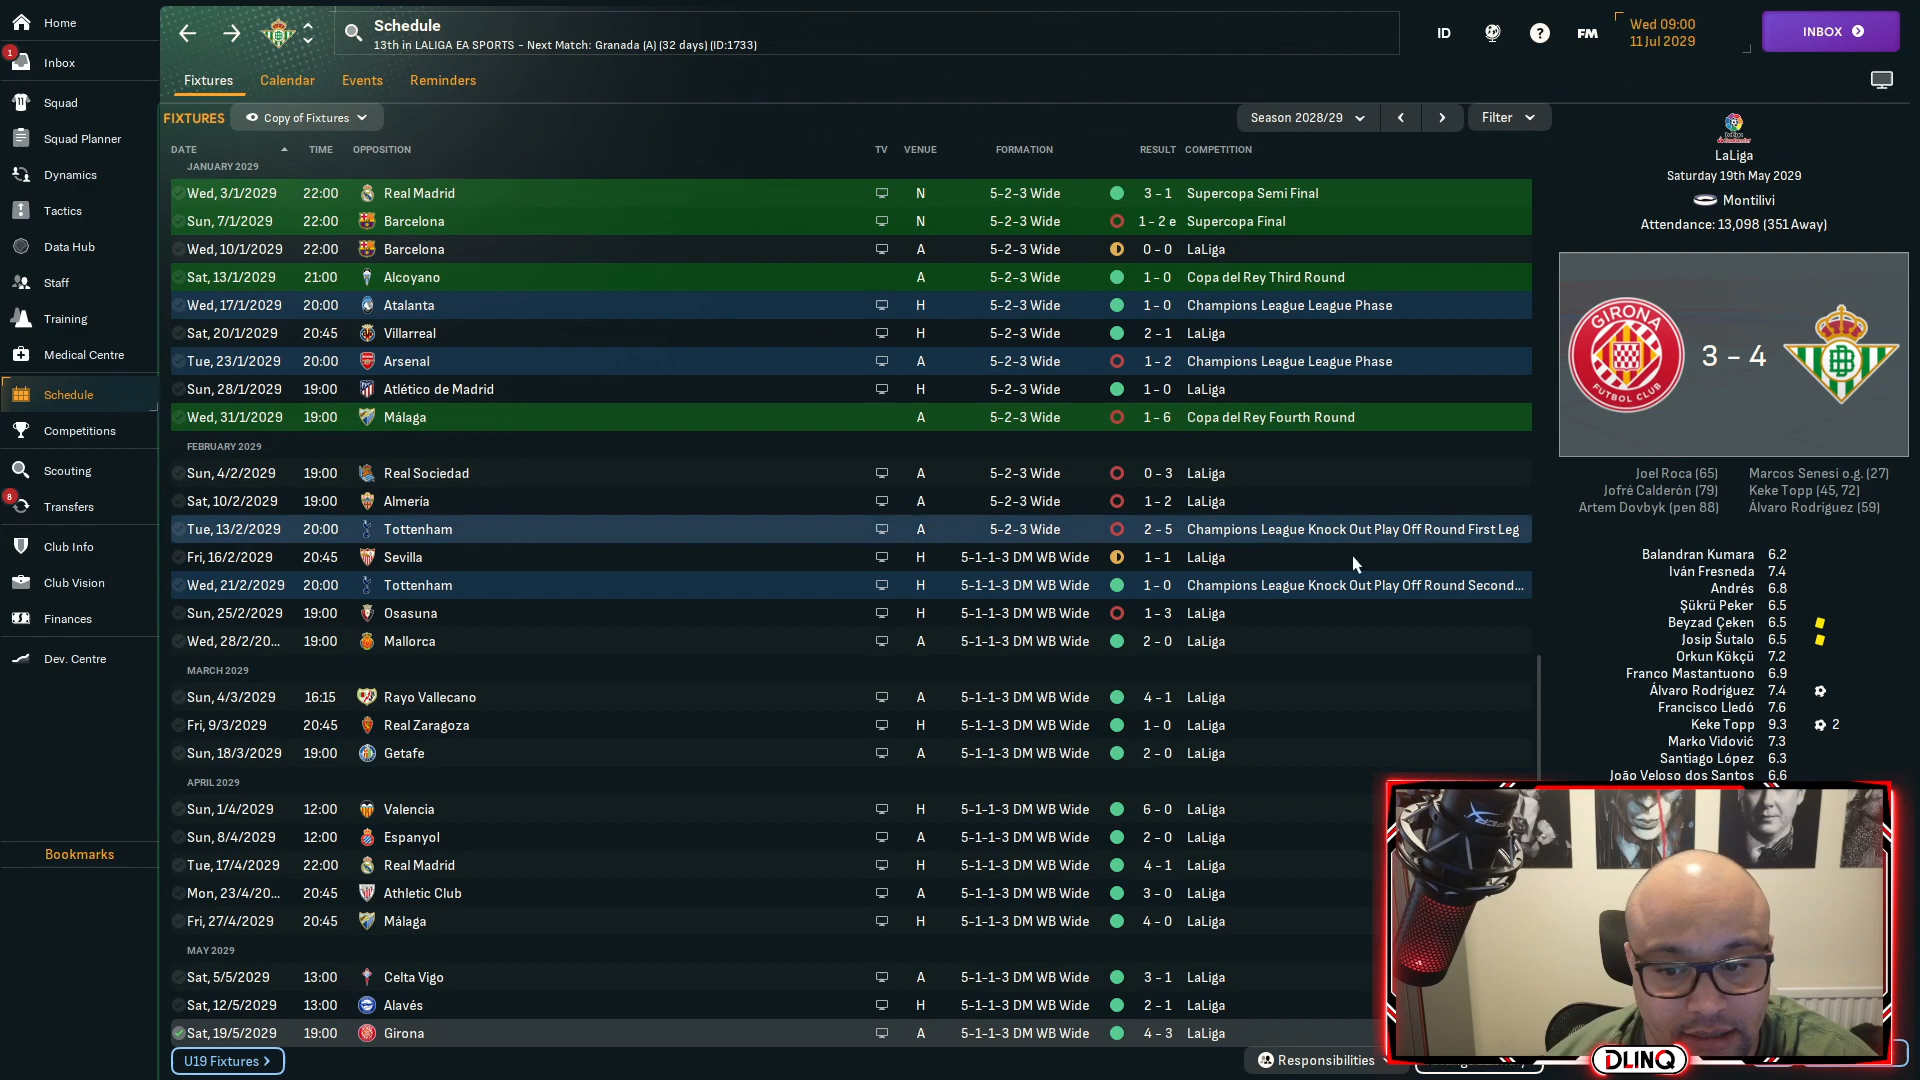 Home
1
Inbox
Squad
Squad Planner
Dynamics
Tactics
Data Hub
Staff
Training
Medical Centre
Schedule
Competitions
Scouting
8
Transfers
Club Info
Club Vision
Finances
Dev. Centre
Bookmarks
Schedule
13th in LALIGA EA SPORTS - Next Match: Granada (A) (32 days) (ID:1733)
ID
?
FM
Wed 09:00
11 Jul 2029
INBOX
Fixtures Calendar Events Reminders
FIXTURES Copy of Fixtures Season 2028/29 Filter
DATE TIME OPPOSITION TV VENUE FORMATION RESULT COMPETITION
JANUARY 2029
Wed, 3/1/2029 22:00 Real Madrid N 5-2-3 Wide 3 - 1 Supercopa Semi Final
Sun, 7/1/2029 22:00 Barcelona N 5-2-3 Wide 1 - 2 e Supercopa Final
Wed, 10/1/2029 22:00 Barcelona A 5-2-3 Wide 0 - 0 LaLiga
Sat, 13/1/2029 21:00 Alcoyano A 5-2-3 Wide 1 - 0 Copa del Rey Third Round
Wed, 17/1/2029 20:00 Atalanta H 5-2-3 Wide 1 - 0 Champions League League Phase
Sat, 20/1/2029 20:45 Villarreal H 5-2-3 Wide 2 - 1 LaLiga
Tue, 23/1/2029 20:00 Arsenal A 5-2-3 Wide 1 - 2 Champions League League Phase
Sun, 28/1/2029 19:00 Atlético de Madrid H 5-2-3 Wide 1 - 0 LaLiga
Wed, 31/1/2029 19:00 Málaga A 5-2-3 Wide 1 - 6 Copa del Rey Fourth Round
FEBRUARY 2029
Sun, 4/2/2029 19:00 Real Sociedad A 5-2-3 Wide 0 - 3 LaLiga
Sat, 10/2/2029 19:00 Almería A 5-2-3 Wide 1 - 2 LaLiga
Tue, 13/2/2029 20:00 Tottenham A 5-2-3 Wide 2 - 5 Champions League Knock Out Play Off Round First Leg
Fri, 16/2/2029 20:45 Sevilla H 5-1-1-3 DM WB Wide 1 - 1 LaLiga
Wed, 21/2/2029 20:00 Tottenham H 5-1-1-3 DM WB Wide 1 - 0 Champions League Knock Out Play Off Round Second...
Sun, 25/2/2029 19:00 Osasuna H 5-1-1-3 DM WB Wide 1 - 3 LaLiga
Wed, 28/2/20... 19:00 Mallorca A 5-1-1-3 DM WB Wide 2 - 0 LaLiga
MARCH 2029
Sun, 4/3/2029 16:15 Rayo Vallecano A 5-1-1-3 DM WB Wide 4 - 1 LaLiga
Fri, 9/3/2029 20:45 Real Zaragoza H 5-1-1-3 DM WB Wide 1 - 0 LaLiga
Sun, 18/3/2029 19:00 Getafe A 5-1-1-3 DM WB Wide 2 - 0 LaLiga
APRIL 2029
Sun, 1/4/2029 12:00 Valencia H 5-1-1-3 DM WB Wide 6 - 0 LaLiga
Sun, 8/4/2029 12:00 Espanyol A 5-1-1-3 DM WB Wide 2 - 0 LaLiga
Tue, 17/4/2029 22:00 Real Madrid H 5-1-1-3 DM WB Wide 4 - 1 LaLiga
Mon, 23/4/20... 20:45 Athletic Club A 5-1-1-3 DM WB Wide 3 - 0 LaLiga
Fri, 27/4/2029 20:45 Málaga H 5-1-1-3 DM WB Wide 4 - 0 LaLiga
MAY 2029
Sat, 5/5/2029 13:00 Celta Vigo A 5-1-1-3 DM WB Wide 3 - 1 LaLiga
Sat, 12/5/2029 13:00 Alavés H 5-1-1-3 DM WB Wide 2 - 1 LaLiga
Sat, 19/5/2029 19:00 Girona A 5-1-1-3 DM WB Wide 4 - 3 LaLiga
U19 Fixtures
Responsibilities
LaLiga
Saturday 19th May 2029
Montilivi
Attendance: 13,098 (351 Away)
GIRONA
FUTBOL CLUB
3 - 4
Joel Roca (65) Marcos Senesi o.g. (27)
Jofré Calderón (79) Keke Topp (45, 72)
Artem Dovbyk (pen 88) Álvaro Rodríguez (59)
Balandran Kumara 6.2
Iván Fresneda 7.4
Andrés 6.8
Şükrü Peker 6.5
Beyzad Çeken 6.5
Josip Šutalo 6.5
Orkun Kökçü 7.2
Franco Mastantuono 6.9
Álvaro Rodríguez 7.4
Francisco Lledó 7.6
Keke Topp 9.3 2
Marko Vidović 7.3
Santiago López 6.3
João Veloso dos Santos 6.6
DLINQ